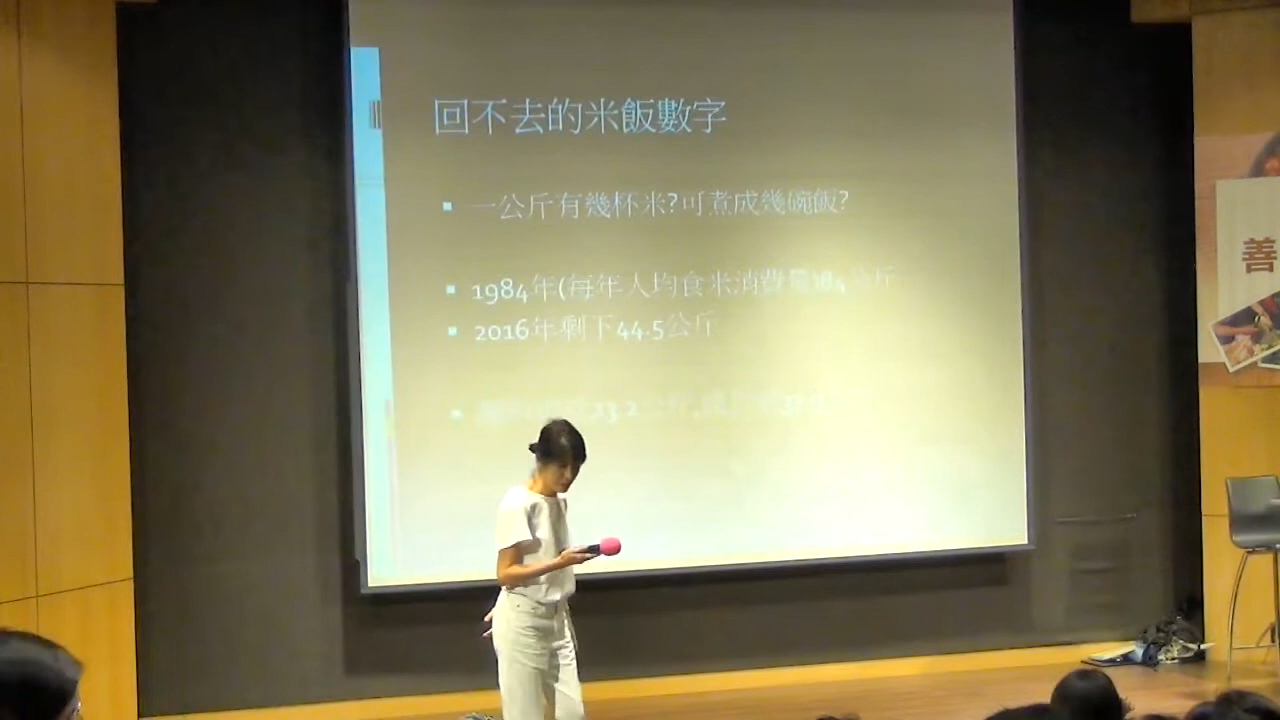 回不去的米飯數字
一公斤有幾杯米?可煮成幾碗飯?
1984年(每年人均食米消費量84公斤
2016年剩下44.5公斤
善